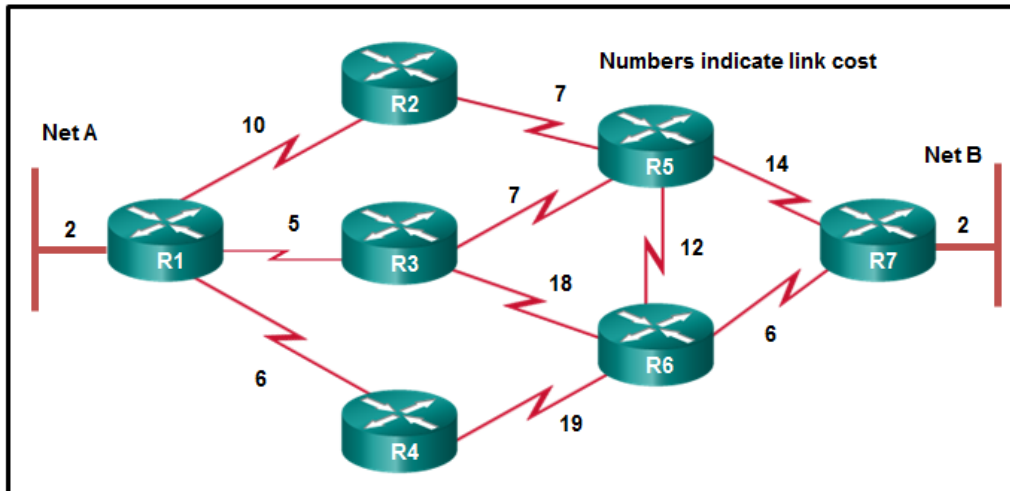 Numbers indicate link cost
R2
7
10
Net A
R5
14
Net B
7
5
2
R1
R3
12
R7
2
18
R6
6
6
R4
19